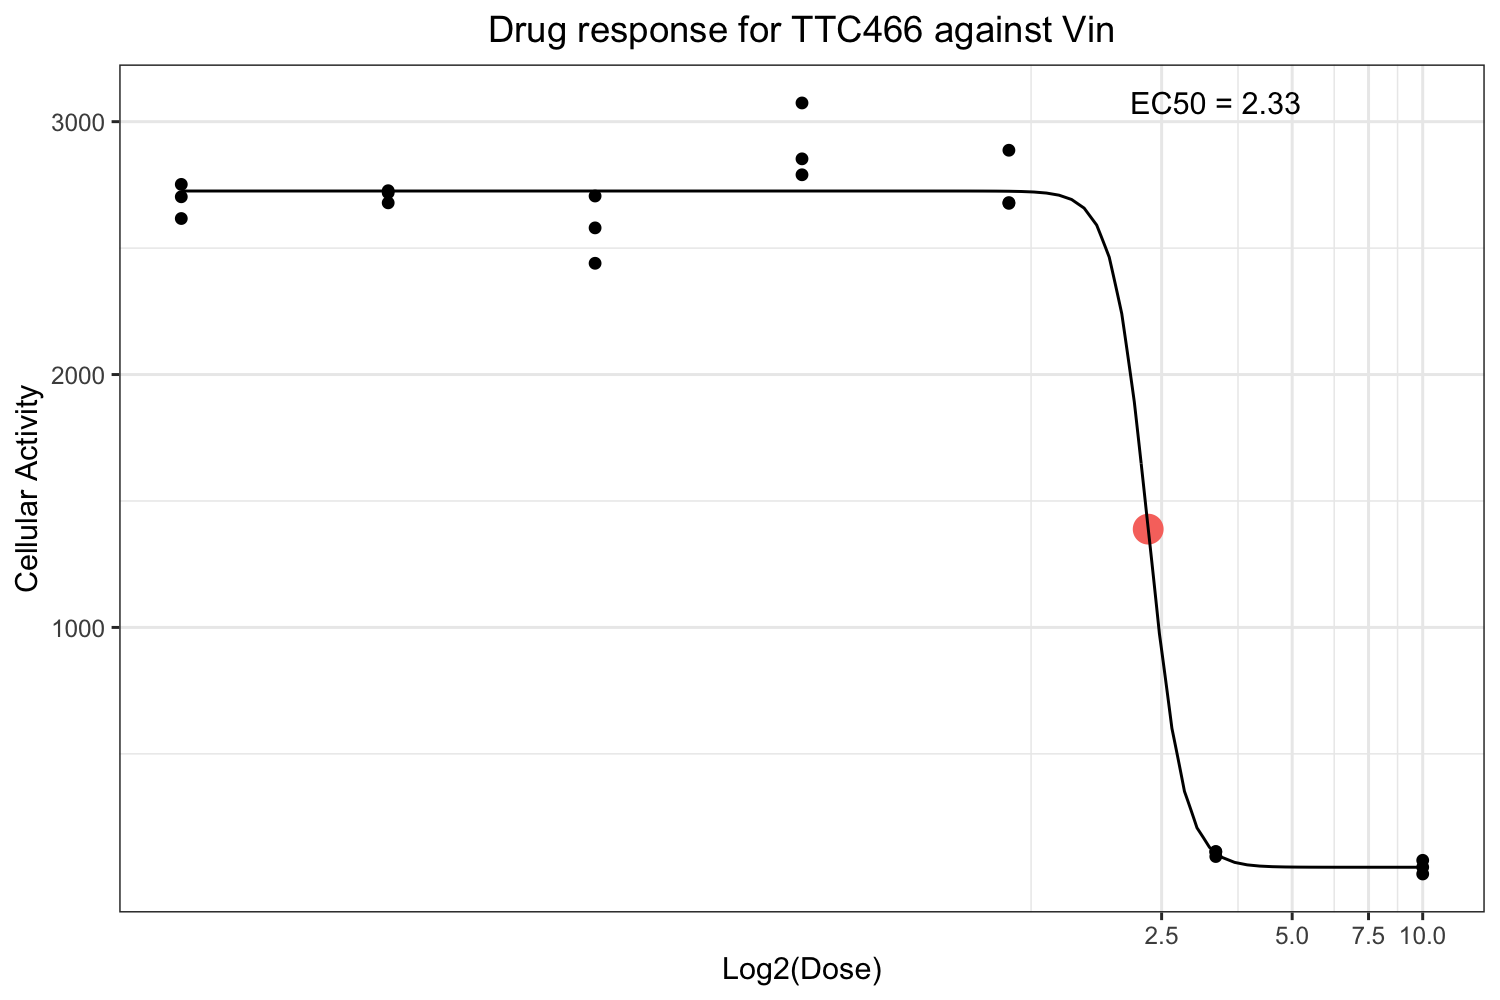 Drug response for TTC466 against Vin
EC50 = 2.33
3000
2000
1000
Cellular Activity
2.5 5.0 7.5 10.0
Log2(Dose)